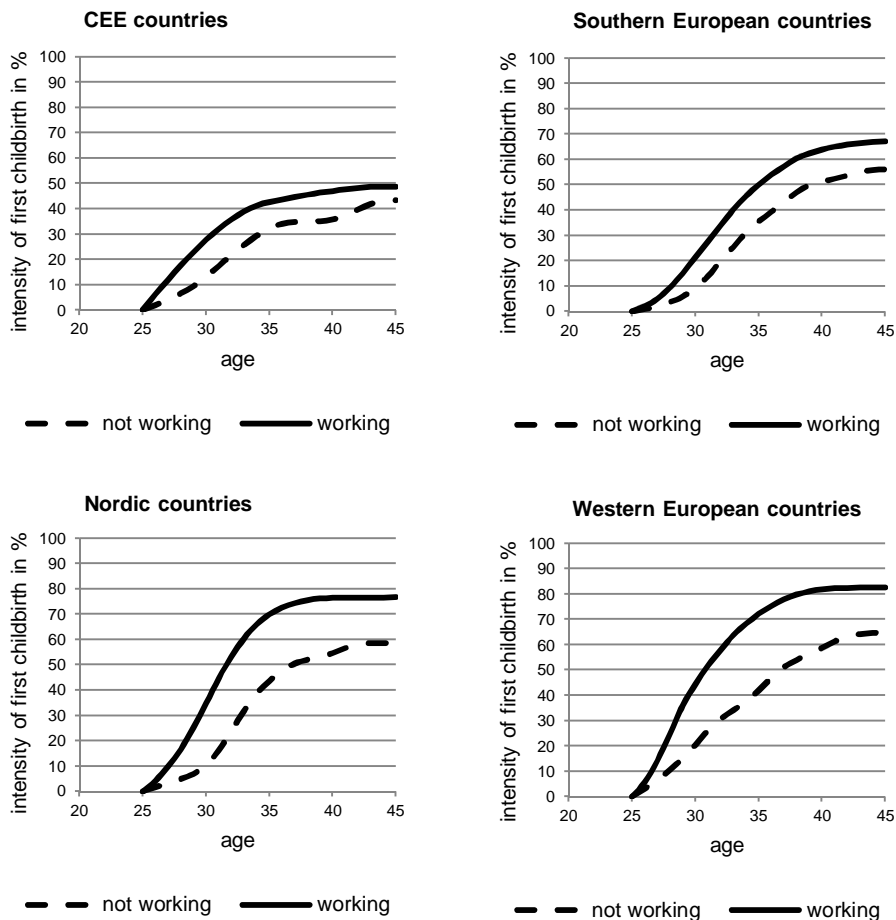 CEE countries
intensity of first childbirth in %
100
90
80
70
60
50
40
30
20
10
0
20 25 30 35 40 45
age
not working working
Southern European countries
intensity of first childbirth in %
100
90
80
70
60
50
40
30
20
10
0
20 25 30 35 40 45
age
not working working
Nordic countries
intensity of first childbirth in %
100
90
80
70
60
50
40
30
20
10
0
20 25 30 35 40 45
age
not working working
Western European countries
intensity of first childbirth in %
100
90
80
70
60
50
40
30
20
10
0
20 25 30 35 40 45
age
not working working